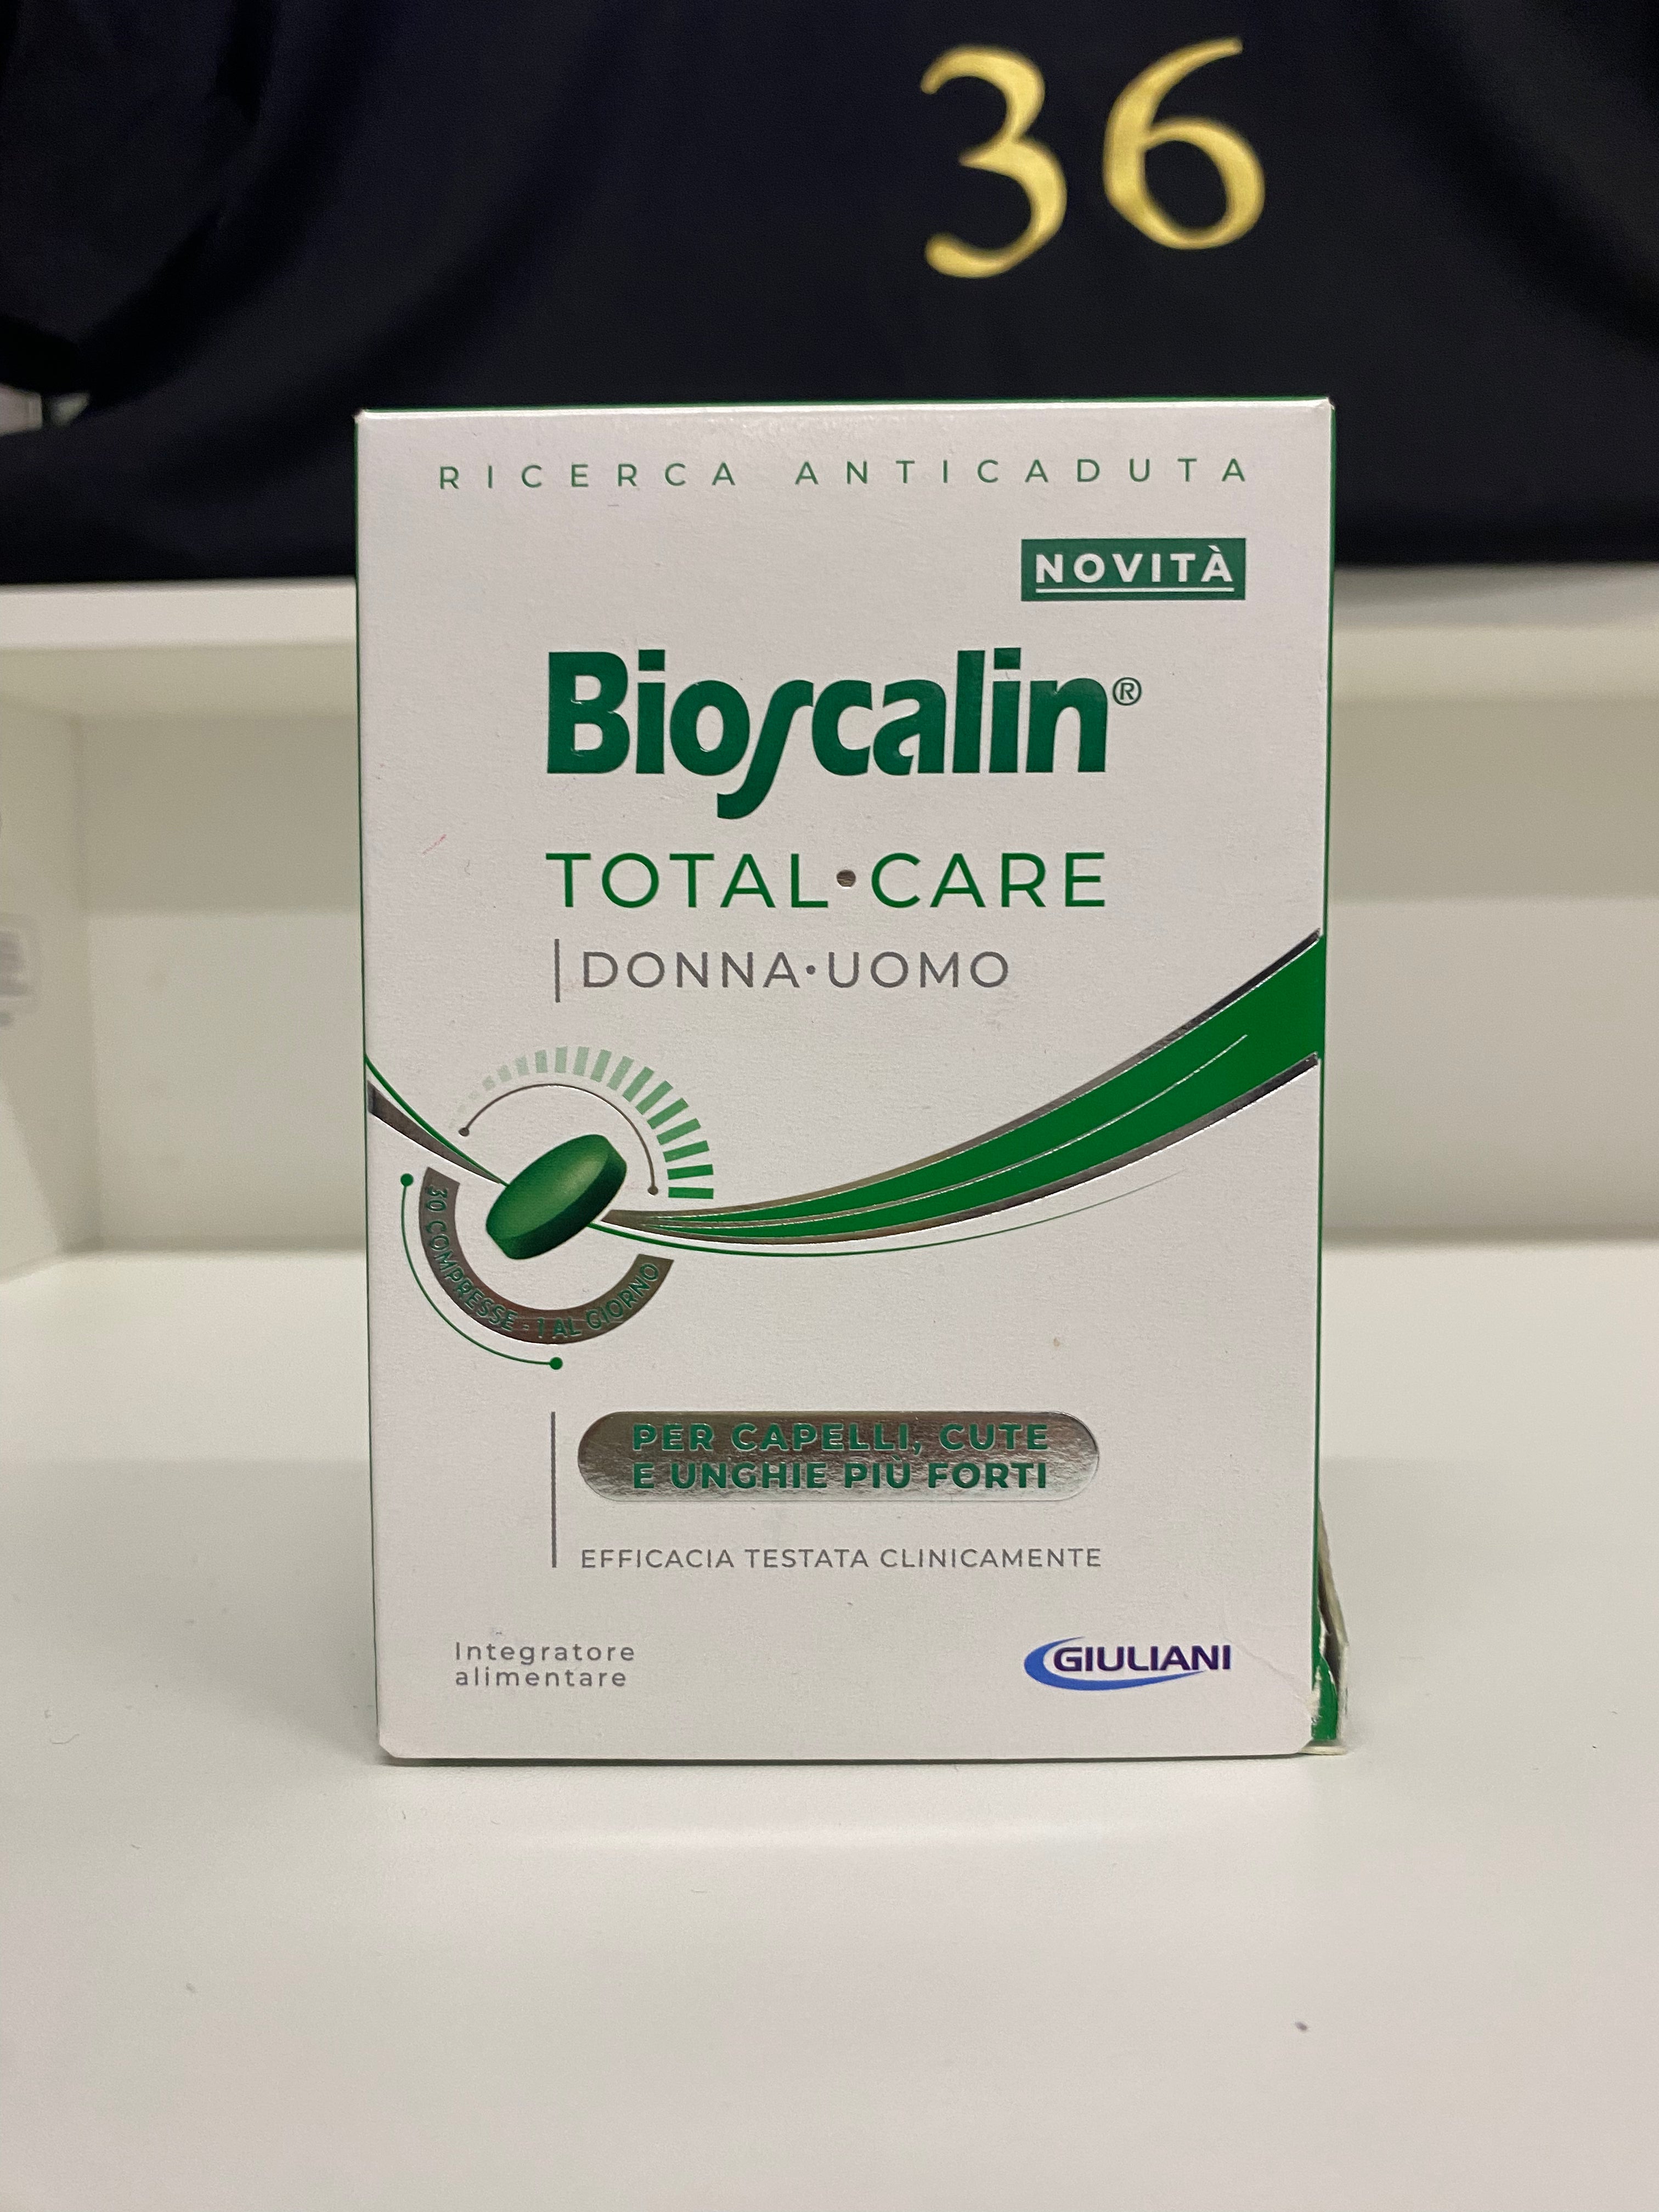 36
RICERCA ANTICADUTA
NOVITÀ
Bioscalin®
TOTAL•CARE
DONNA•UOMO
30 COMPRESSE - 1 AL GIORNO
PER CAPELLI, CUTE
E UNGHIE PIÙ FORTI
EFFICACIA TESTATA CLINICAMENTE
Integratore
alimentare
GIULIANI